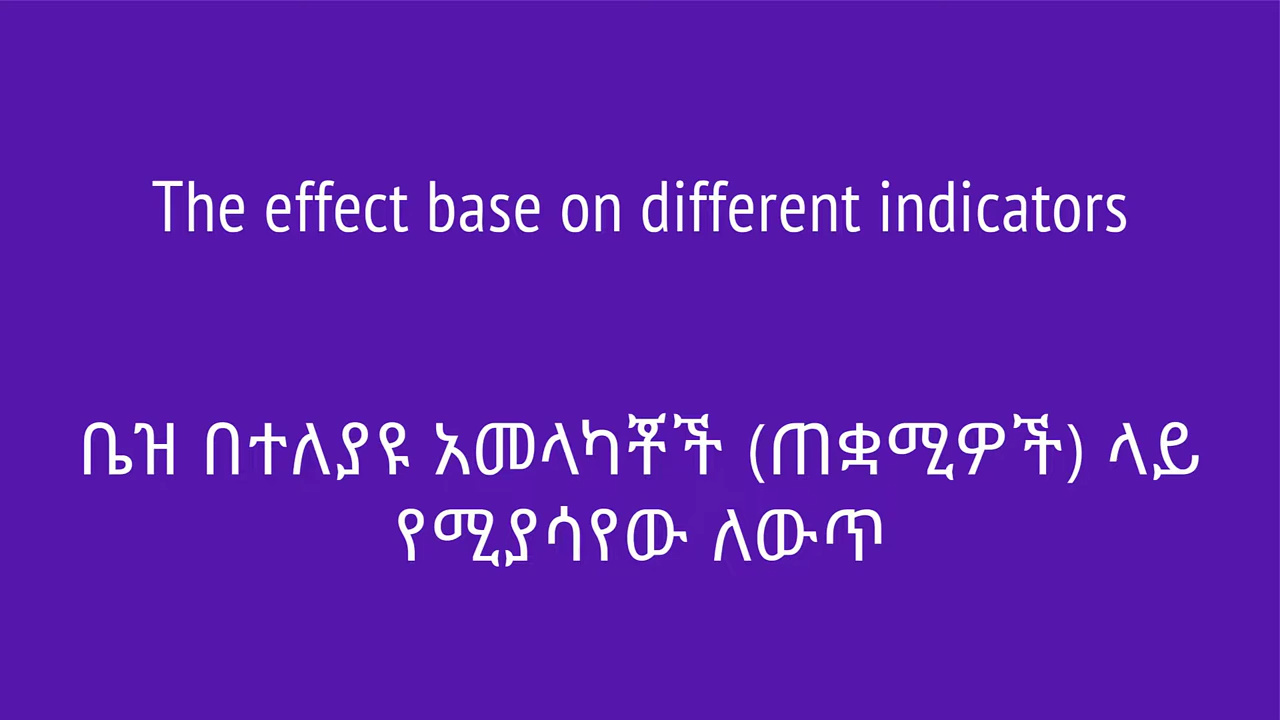 The effect base on different indicators
ቤዝ በተለያዩ አመላካቾች (ጠቋሚዎች) ላይ
የሚያሳየው ለውጥ